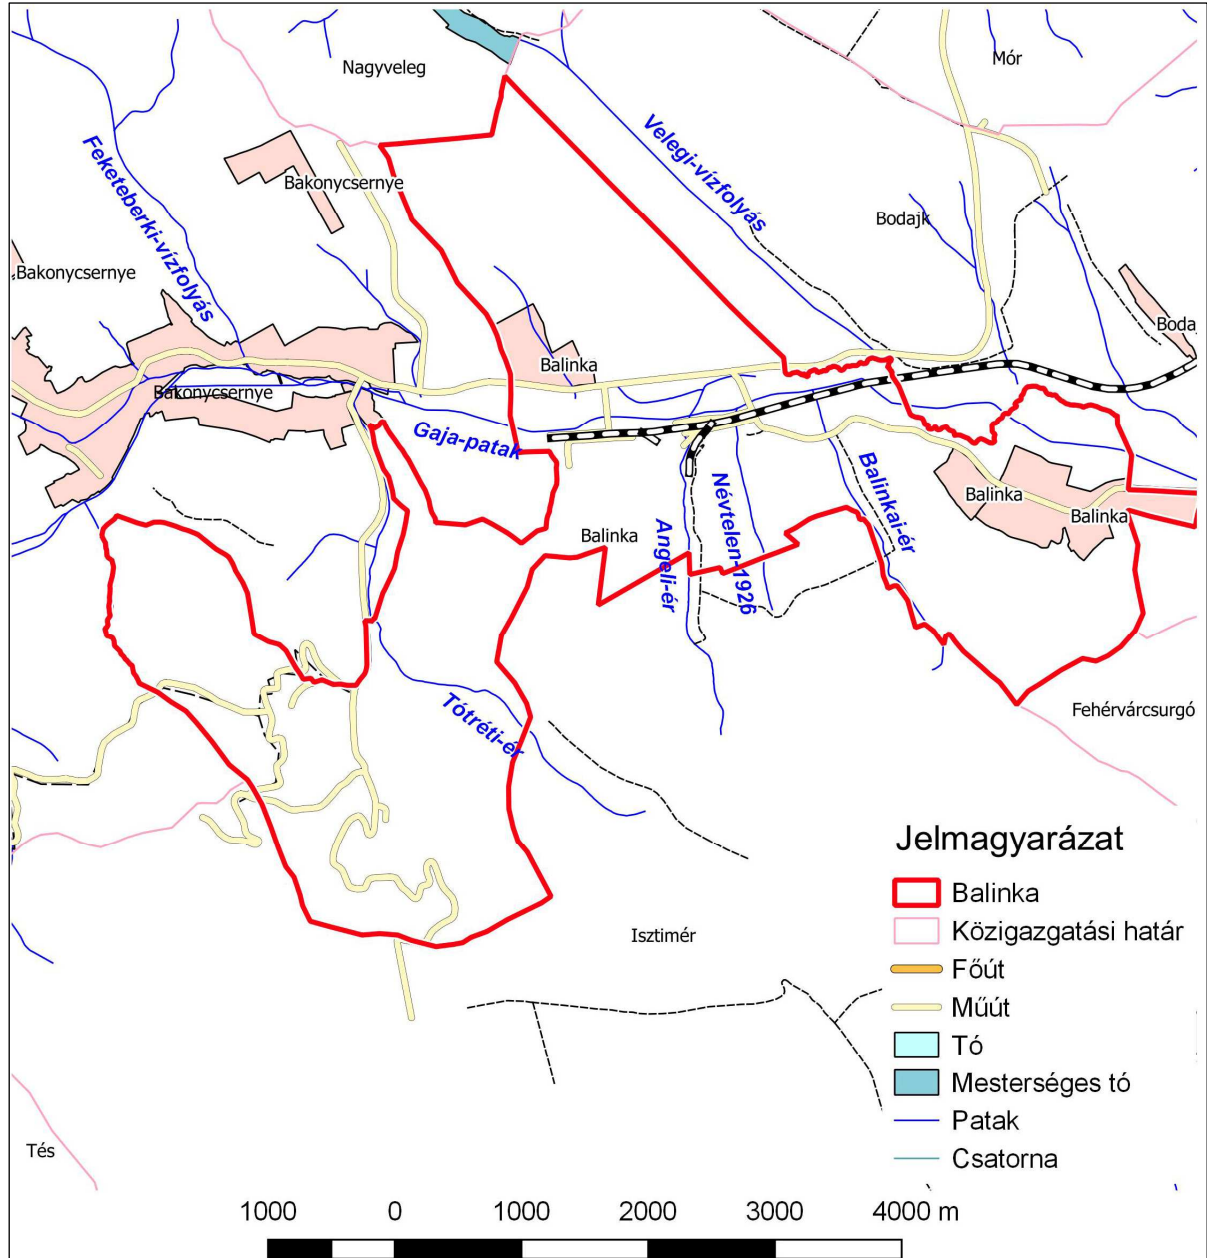 Nagyveleg
Mór
Velegi-vízfolyás
Feketeberki-vízfolyás
Bakonycsernye
Bodajk
Bakonycsernye
Bodaj
Balinka
Bakonycsernye
Gaja-patak
Balinka
Balinka
Balinka
Balinkai-ér
Névtelen-1926
Angeli-ér
Tótréti-ér
Fehérvárcsurgó
Isztimér
Tés
Jelmagyarázat
Balinka
Közigazgatási határ
Főút
Műút
Tó
Mesterséges tó
Patak
Csatorna
1000 0 1000 2000 3000 4000 m